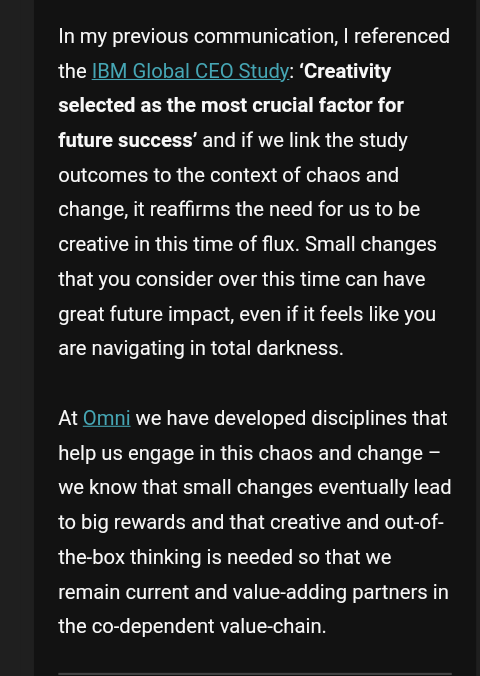 In my previous communication, I referenced
the IBM Global CEO Study: ‘Creativity
selected as the most crucial factor for
future success’ and if we link the study
outcomes to the context of chaos and
change, it reaffirms the need for us to be
creative in this time of flux. Small changes
that you consider over this time can have
great future impact, even if it feels like you
are navigating in total darkness.
At Omni we have developed disciplines that
help us engage in this chaos and change –
we know that small changes eventually lead
to big rewards and that creative and out-of-
the-box thinking is needed so that we
remain current and value-adding partners in
the co-dependent value-chain.